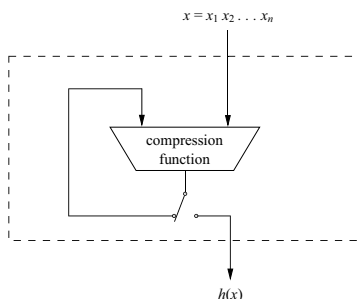 x = x₁ x₂ . . . xₙ
compression
function
h(x)